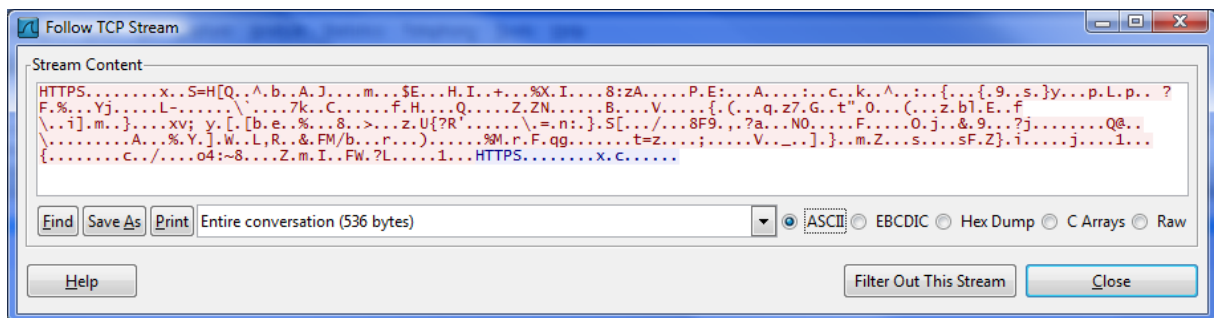 Follow TCP Stream
Stream Content
HTTPS........x..S=H[Q..^.b..A.J....m...$E...H.I..+...%X.I....8:zA.....P.E:...A....:..c..k..^..:..{...{.9..s.}y...p.L.p.. ?
F.%...Yj.....L-......\`....7k..C......f.H....Q.....Z.ZN......B....V.....{.(...q.z7.G..t".O...(...z.bl.E..f
\..i].m..}....xv; y.[.[b.e..%...8..>...z.U{?R'......\.=.n:.}.S[.../...8F9.,.?a...NO.....F.....O.j..&.9...?j........Q@..
\.........A...%.Y.].W..L,R..&.FM/b...r...)......%M.r.F.qg.......t=z....;.....V.._..].}..m.Z...s....sF.Z}.i.....j....1...
{........c../....o4:~8....Z.m.I..FW.?L.....1...HTTPS........x.c......
Find Save As Print Entire conversation (536 bytes) ASCII EBCDIC Hex Dump C Arrays Raw
Help Filter Out This Stream Close